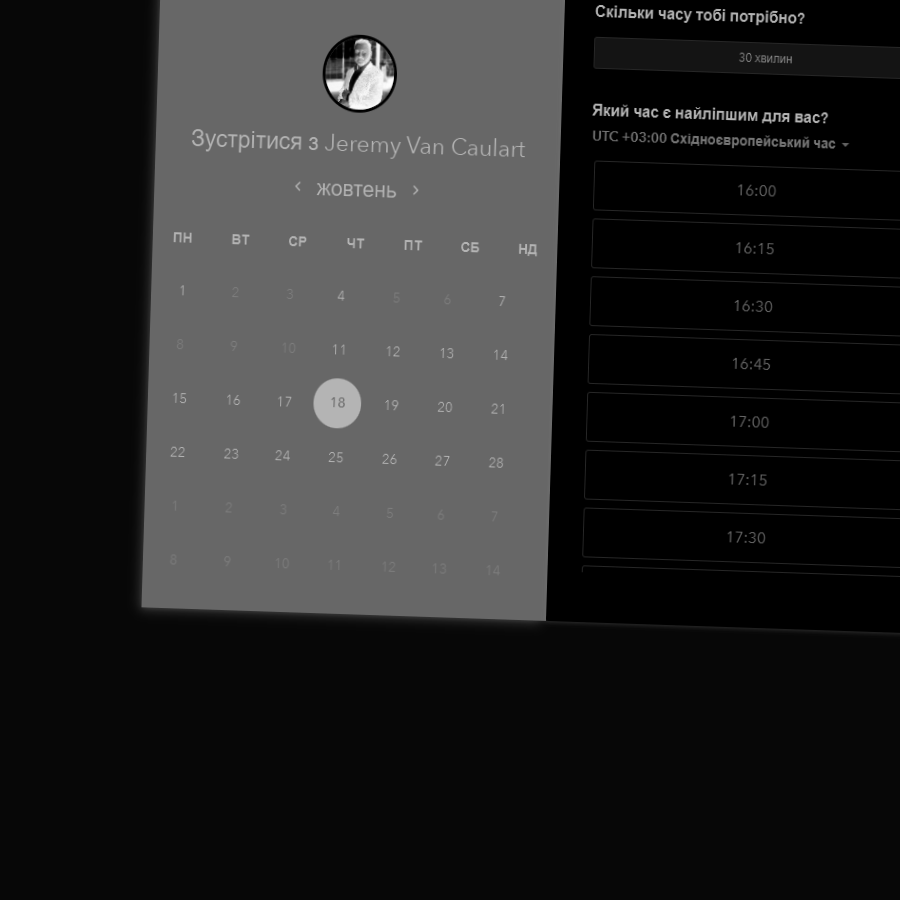 Зустрітися з Jeremy Van Caulart
‹ жовтень ›
ПН ВТ СР ЧТ ПТ СБ НД
1 2 3 4 5 6 7
8 9 10 11 12 13 14
15 16 17 18 19 20 21
22 23 24 25 26 27 28
1 2 3 4 5 6 7
8 9 10 11 12 13 14
Скільки часу тобі потрібно?
30 хвилин
Який час є найліпшим для вас?
UTC +03:00 Східноєвропейський час
16:00
16:15
16:30
16:45
17:00
17:15
17:30